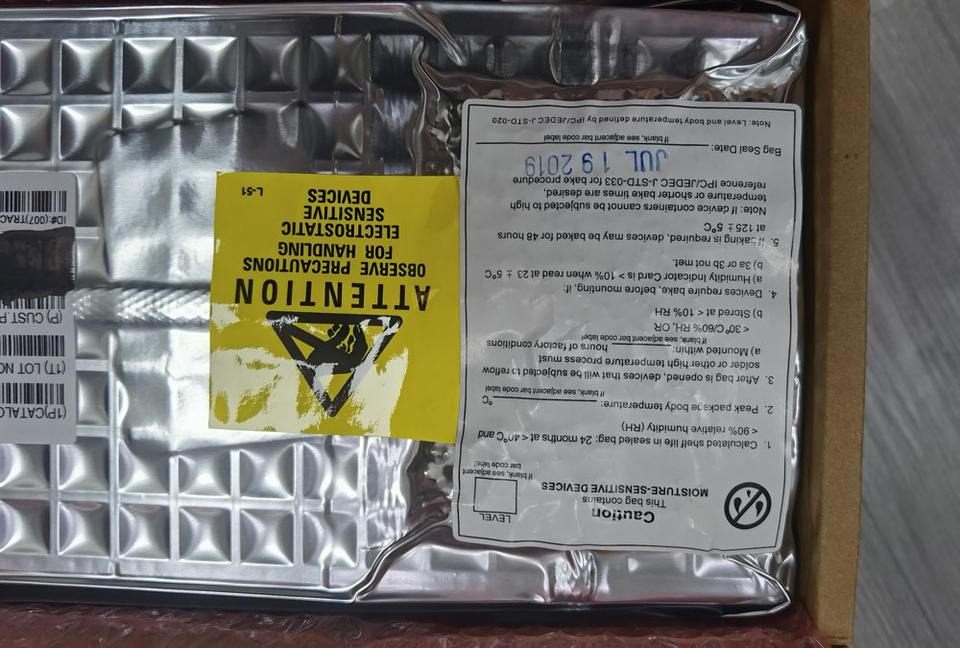 Caution
This bag contains
MOISTURE-SENSITIVE DEVICES
LEVEL
If blank, see adjacent
bar code label
1. Calculated shelf life in sealed bag: 24 months at < 40°C and
< 90% relative humidity (RH)
2. Peak package body temperature: °C
If blank, see adjacent bar code label
3. After bag is opened, devices that will be subjected to reflow
solder or other high temperature process must
a) Mounted within: hours of factory conditions
If blank, see adjacent bar code label
< 30°C/60% RH, OR
b) Stored at < 10% RH
4. Devices require bake, before mounting, if:
a) Humidity Indicator Card is > 10% when read at 23 ± 5°C
b) 3a or 3b not met.
5. If baking is required, devices may be baked for 48 hours
at 125 ± 5°C
Note: If device containers cannot be subjected to high
temperature or shorter bake times are desired,
reference IPC/JEDEC J-STD-033 for bake procedure
Bag Seal Date: JUL 19 2019
If blank, see adjacent bar code label
Note: Level and body temperature defined by IPC/JEDEC J-STD-020
ATTENTION
OBSERVE PRECAUTIONS
FOR HANDLING
ELECTROSTATIC
SENSITIVE
DEVICES
L-51
(1P)CATALO
(1T) LOT NO
(P) CUST.P
ID#:(007)TRAC